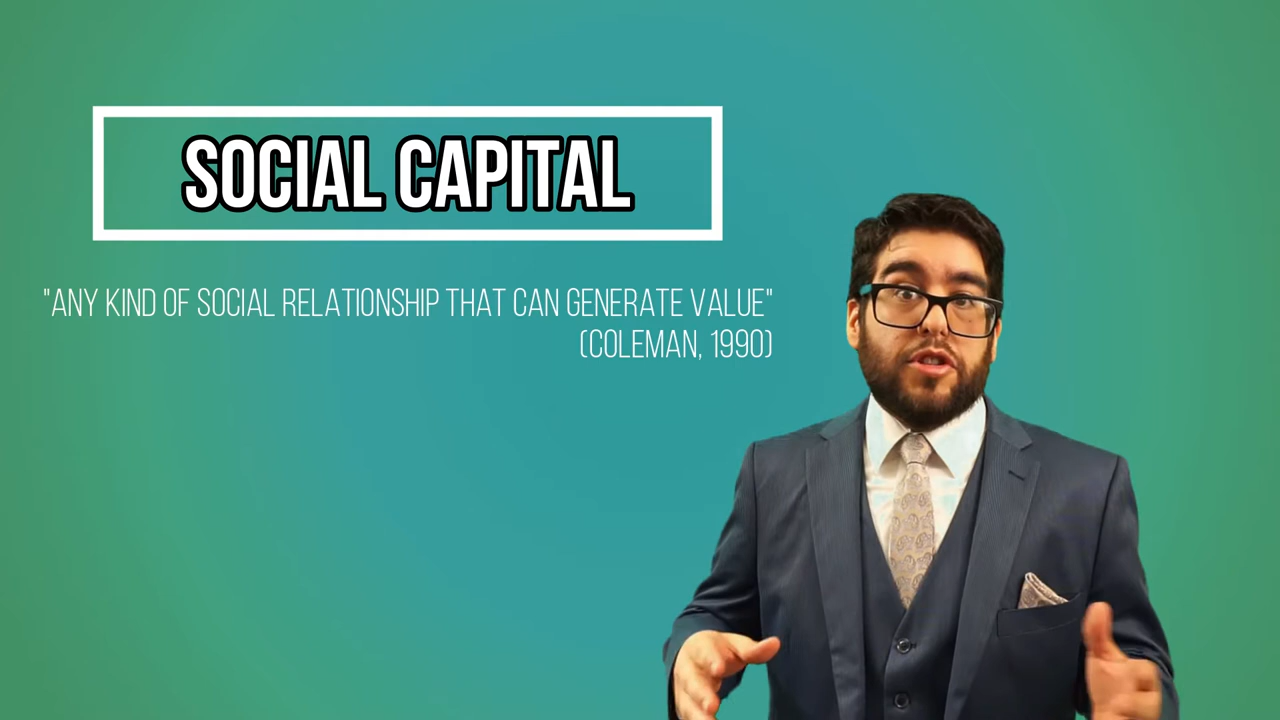 SOCIAL CAPITAL
"ANY KIND OF SOCIAL RELATIONSHIP THAT CAN GENERATE VALUE"
(COLEMAN, 1990)